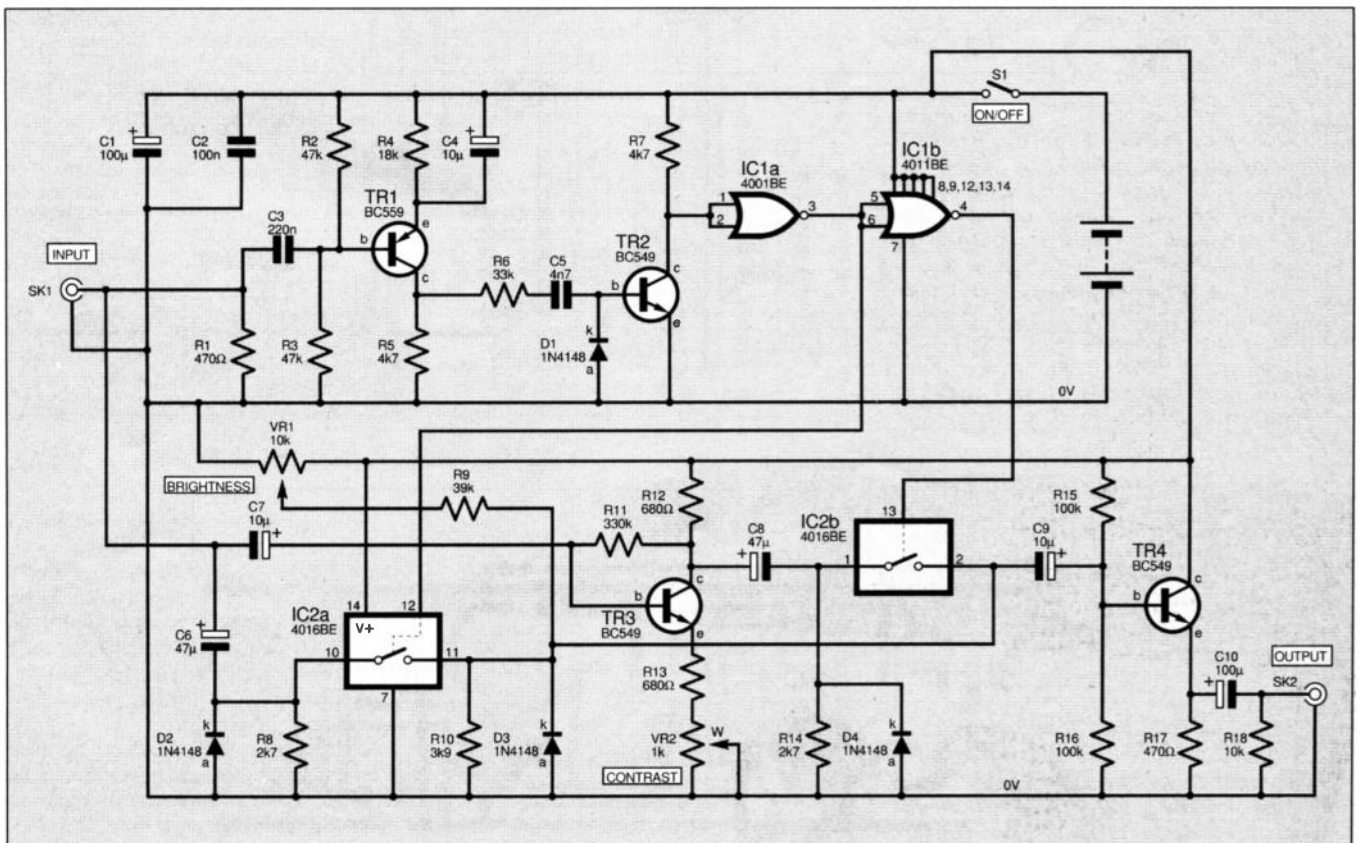 S1
ON/OFF
C1
100µ
C2
100n
R2
47k
R4
18k
C4
10µ
R7
4k7
IC1a
4001BE
IC1b
4011BE
8,9,12,13,14
1
2
3
5
6
4
7
TR1
BC559
b
e
c
C3
220n
INPUT
SK1
R1
470Ω
R3
47k
R5
4k7
R6
33k
C5
4n7
D1
1N4148
k
a
TR2
BC549
b
c
e
0V
VR1
10k
BRIGHTNESS
C7
10µ
R9
39k
R11
330k
R12
680Ω
C8
47µ
IC2b
4016BE
13
1
2
C9
10µ
R15
100k
TR4
BC549
b
c
e
C6
47µ
IC2a
4016BE
14
12
V+
10
11
7
TR3
BC549
b
c
e
R13
680Ω
VR2
1k
W
CONTRAST
D2
1N4148
k
a
R8
2k7
R10
3k9
D3
1N4148
k
a
R14
2k7
D4
1N4148
k
a
R16
100k
R17
470Ω
C10
100µ
R18
10k
OUTPUT
SK2
0V